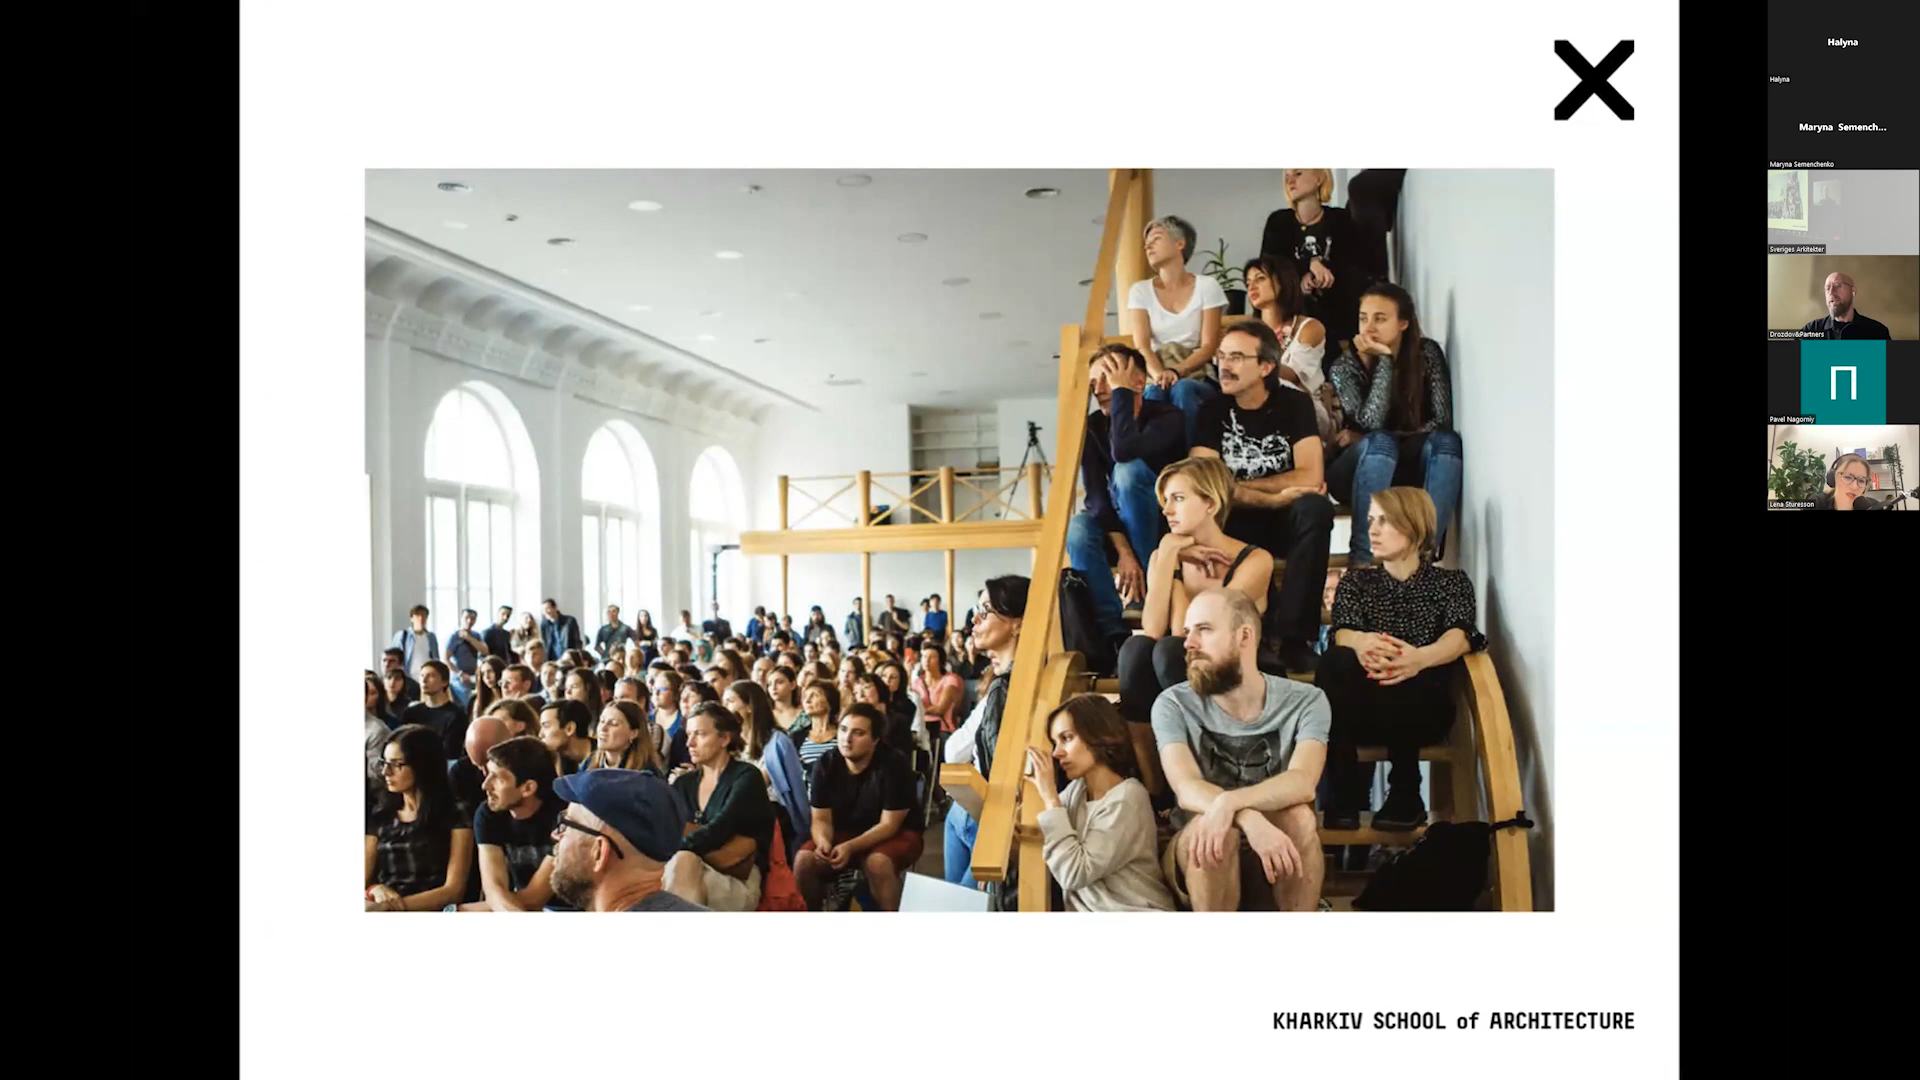 Halyna
Halyna
Maryna Semench...
Maryna Semenchenko
Sveriges Arkitekter
Drozdov&Partners
П
Pavel Nagorniy
Lena Sturesson
KHARKIV SCHOOL of ARCHITECTURE